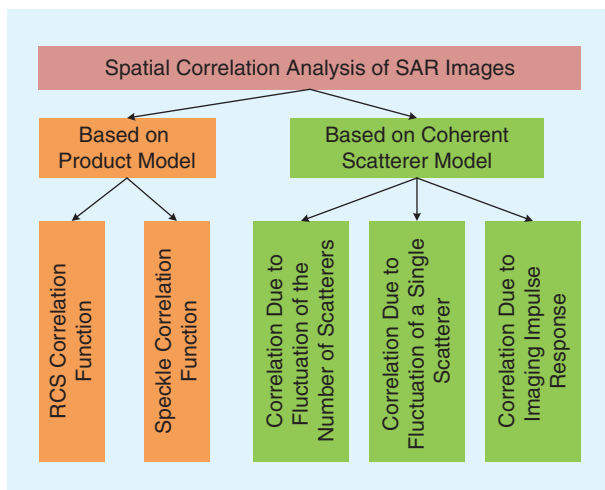 Spatial Correlation Analysis of SAR Images
Based on
Product Model
Based on Coherent
Scatterer Model
RCS Correlation
Function
Speckle Correlation
Function
Correlation Due to
Fluctuation of the
Number of Scatterers
Correlation Due to
Fluctuation of a Single
Scatterer
Correlation Due to
Imaging Impulse
Response